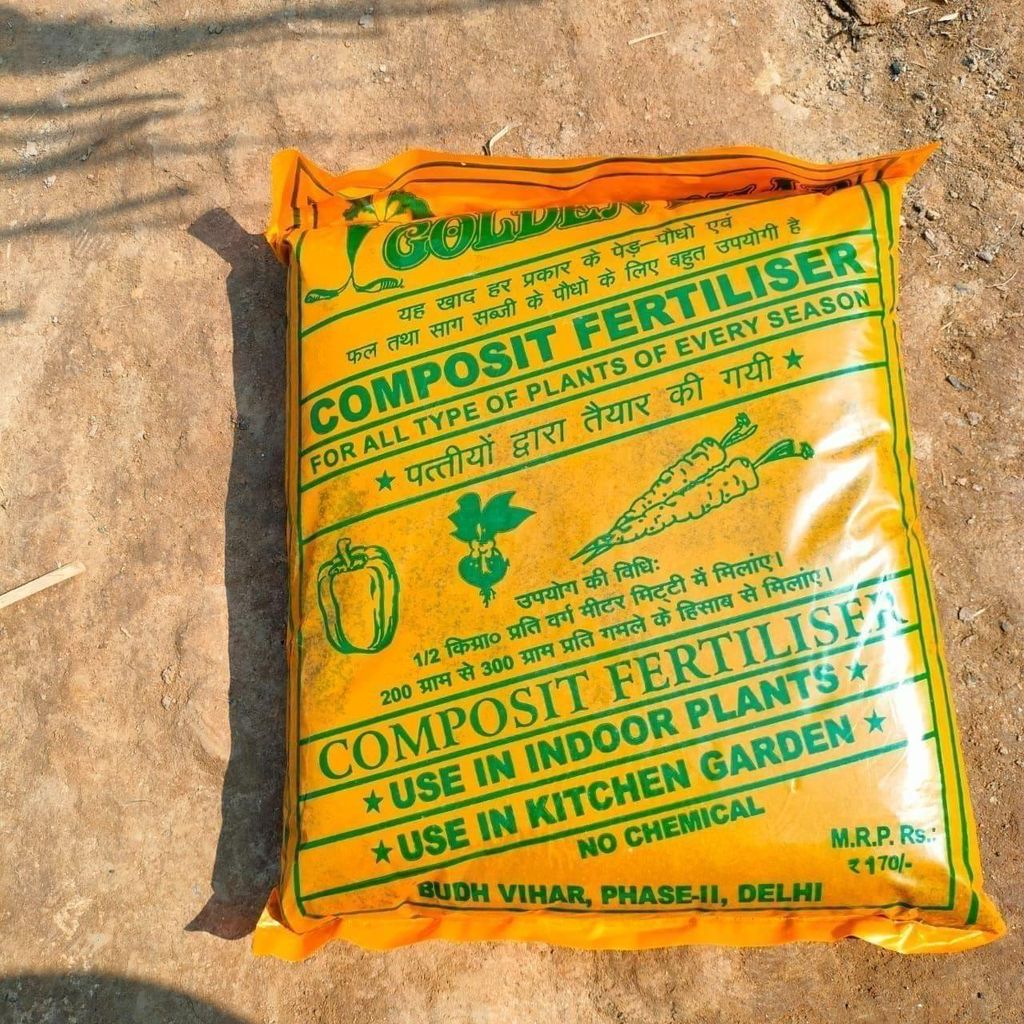 GOLDEN
यह खाद हर प्रकार के पेड़–पौधो एवं
फल तथा साग सब्जी के पौधो के लिए बहुत उपयोगी है
COMPOSIT FERTILISER
FOR ALL TYPE OF PLANTS OF EVERY SEASON
★ पत्तीयों द्वारा तैयार की गयी ★
उपयोग की विधिः
1/2 किग्रा० प्रति वर्ग मीटर मिट्टी में मिलाएं।
200 ग्राम से 300 ग्राम प्रति गमले के हिसाब से मिलांए।
COMPOSIT FERTILISER
★ USE IN INDOOR PLANTS ★
★ USE IN KITCHEN GARDEN ★
NO CHEMICAL
M.R.P. Rs.:
₹ 170/-
BUDH VIHAR, PHASE-II, DELHI